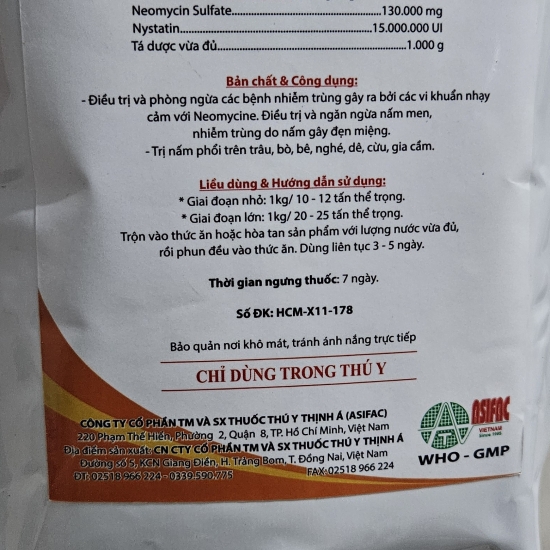 Neomycin Sulfate..................................130.000 mg
Nystatin..............................................15.000.000 UI
Tá dược vừa đủ..............................................1.000 g
Bản chất & Công dụng:
- Điều trị và phòng ngừa các bệnh nhiễm trùng gây ra bởi các vi khuẩn nhạy
cảm với Neomycine. Điều trị và ngăn ngừa nấm men,
nhiễm trùng do nấm gây đẹn miệng.
- Trị nấm phổi trên trâu, bò, bê, nghé, dê, cừu, gia cầm.
Liều dùng & Hướng dẫn sử dụng:
* Giai đoạn nhỏ: 1kg/ 10 - 12 tấn thể trọng.
* Giai đoạn lớn: 1kg/ 20 - 25 tấn thể trọng.
Trộn vào thức ăn hoặc hòa tan sản phẩm với lượng nước vừa đủ,
rồi phun đều vào thức ăn. Dùng liên tục 3 - 5 ngày.
Thời gian ngưng thuốc: 7 ngày.
Số ĐK: HCM-X11-178
Bảo quản nơi khô mát, tránh ánh nắng trực tiếp
CHỈ DÙNG TRONG THÚ Y
CÔNG TY CỔ PHẦN TM VÀ SX THUỐC THÚ Y THỊNH Á (ASIFAC)
220 Phạm Thế Hiển, Phường 2, Quận 8, TP. Hồ Chí Minh, Việt Nam
Địa điểm sản xuất: CN CTY CỔ PHẦN TM VÀ SX THUỐC THÚ Y THỊNH Á
Đường số 5, KCN Giang Điền, H. Trảng Bom, T. Đồng Nai, Việt Nam
ĐT: 02518 966 224 - 0339.590.775 FAX: 02518 966 224
ASIFAC
VIETNAM
Since 1995
WHO - GMP